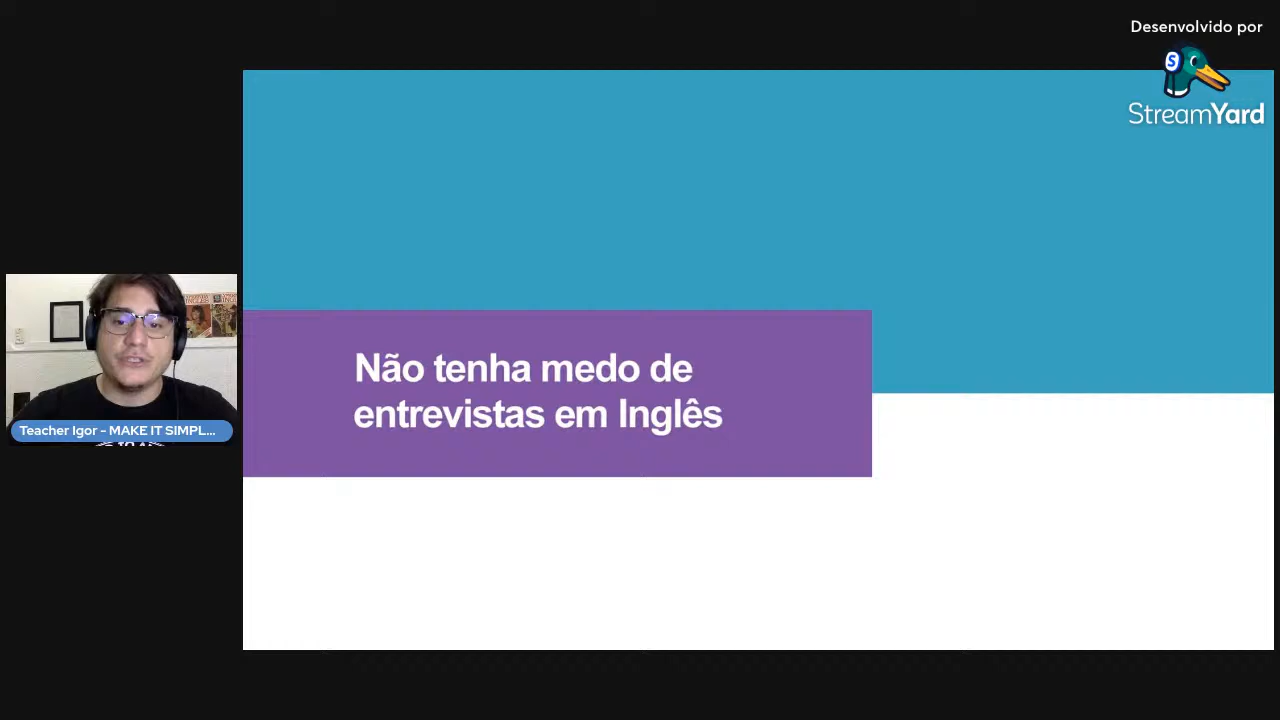 Desenvolvido por
StreamYard
Não tenha medo de
entrevistas em Inglês
Teacher Igor - MAKE IT SIMPL...